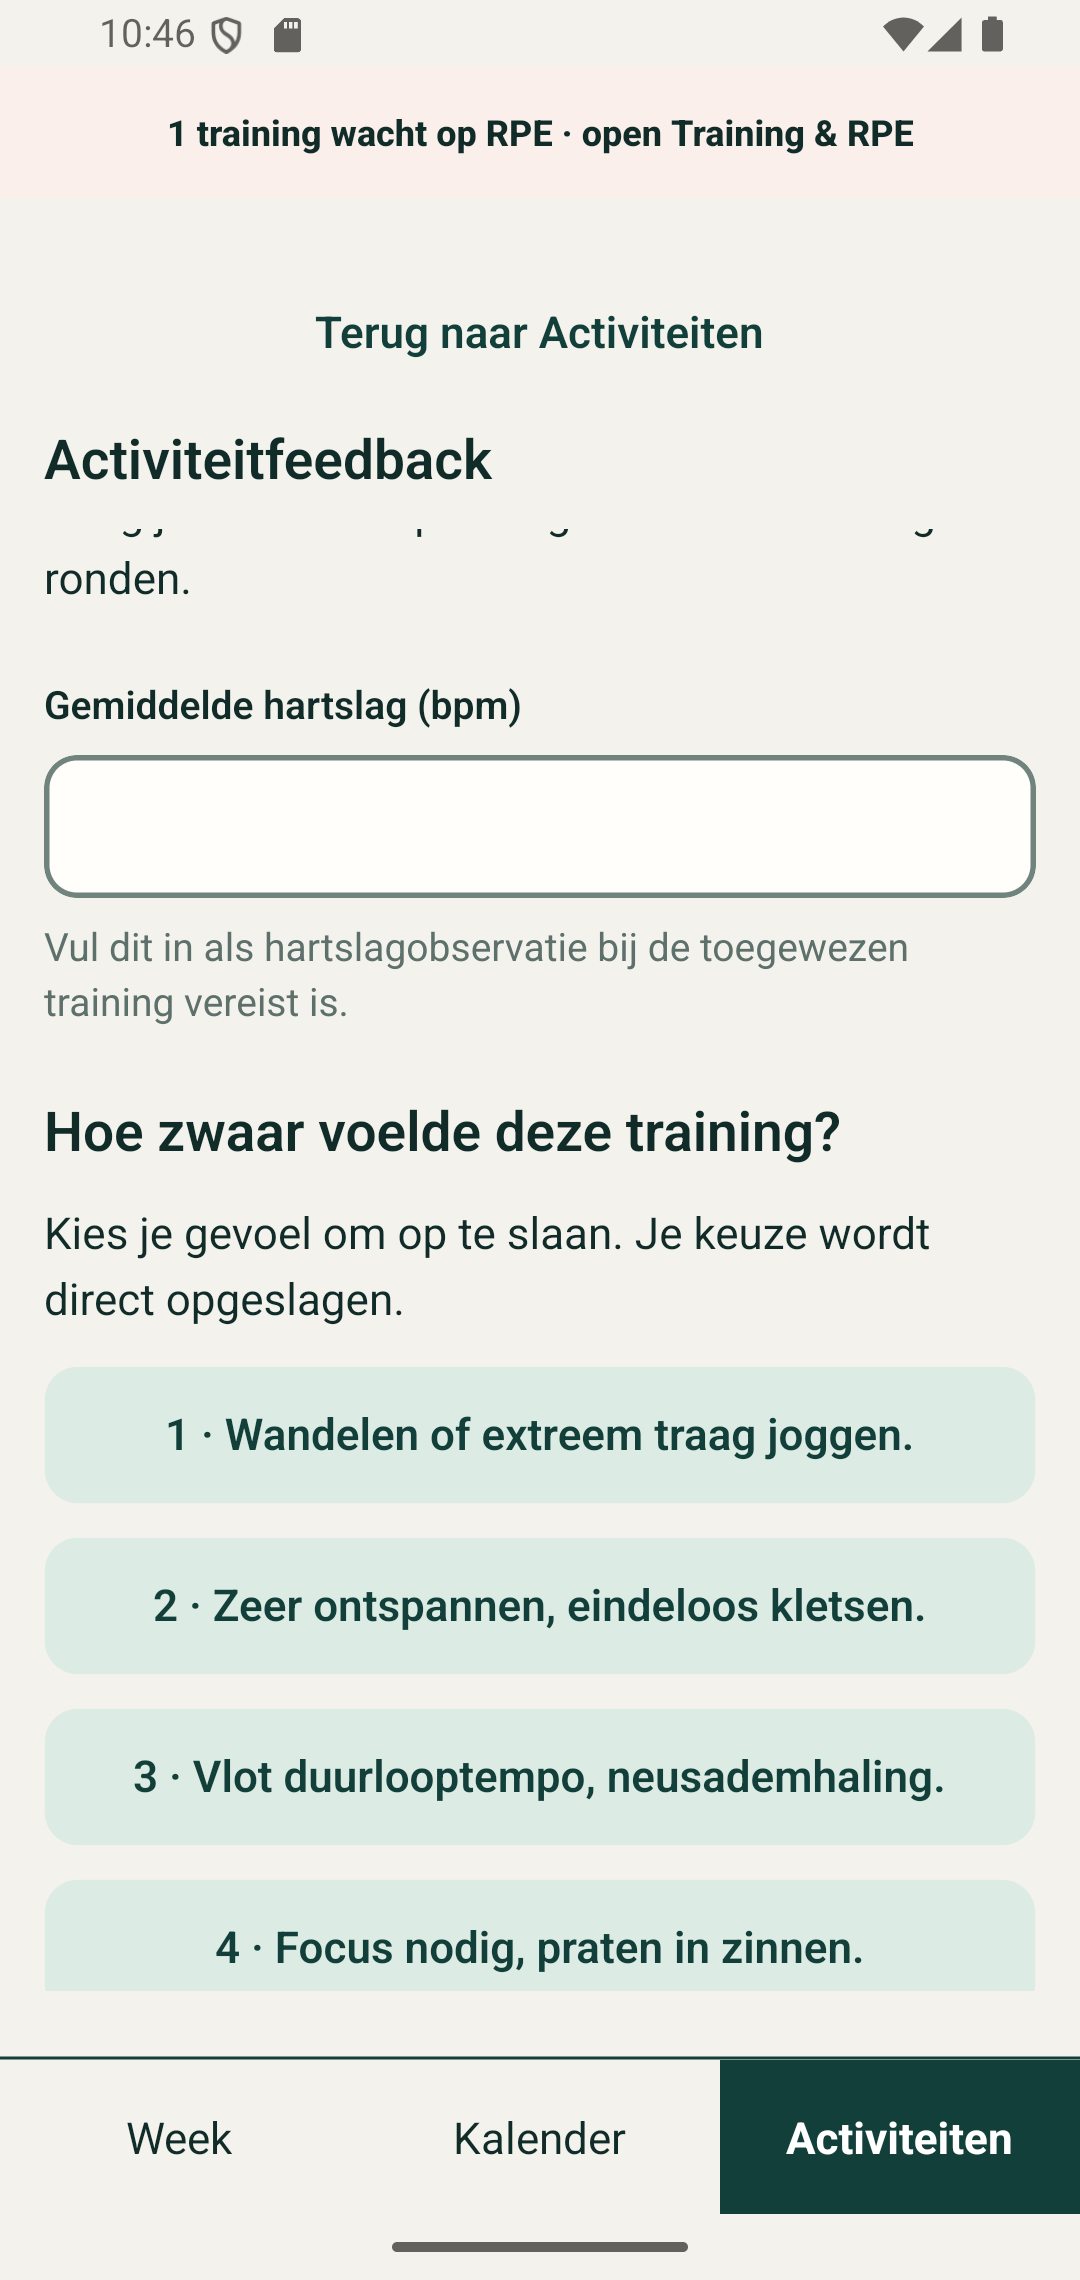 10:46
1 training wacht op RPE · open Training & RPE
Terug naar Activiteiten
Activiteitfeedback
ronden.
Gemiddelde hartslag (bpm)
Vul dit in als hartslagobservatie bij de toegewezen
training vereist is.
Hoe zwaar voelde deze training?
Kies je gevoel om op te slaan. Je keuze wordt
direct opgeslagen.
1 · Wandelen of extreem traag joggen.
2 · Zeer ontspannen, eindeloos kletsen.
3 · Vlot duurlooptempo, neusademhaling.
4 · Focus nodig, praten in zinnen.
Week
Kalender
Activiteiten